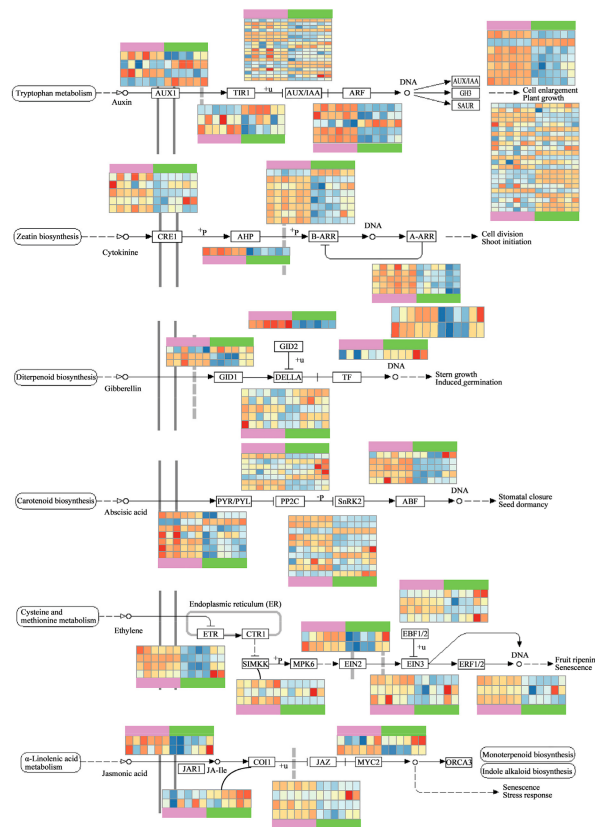 Tryptophan metabolism
Auxin
AUX1
TIR1
+u
AUX/IAA
ARF
DNA
AUX/IAA
GH3
SAUR
Cell enlargement
Plant growth
Zeatin biosynthesis
Cytokinine
CRE1
+P
AHP
+P
B-ARR
DNA
A-ARR
Cell division
Shoot initiation
Diterpenoid biosynthesis
Gibberellin
GID1
GID2
+u
DELLA
TF
DNA
Stern growth
Induced germination
Carotenoid biosynthesis
Abscisic acid
PYR/PYL
PP2C
-P
SnRK2
ABF
DNA
Stomatal closure
Seed dormancy
Cysteine and
methionine metabolism
Ethylene
Endoplasmic reticulum (ER)
ETR
CTR1
SIMKK
+P
MPK6
EIN2
EBF1/2
+u
EIN3
ERF1/2
DNA
Fruit ripenin
Senescence
α-Linolenic acid
metabolism
Jasmonic acid
JAR1
JA-Ile
COI1
+u
JAZ
MYC2
ORCA3
Monoterpenoid biosynthesis
Indole alkaloid biosynthesis
Senescence
Stress response